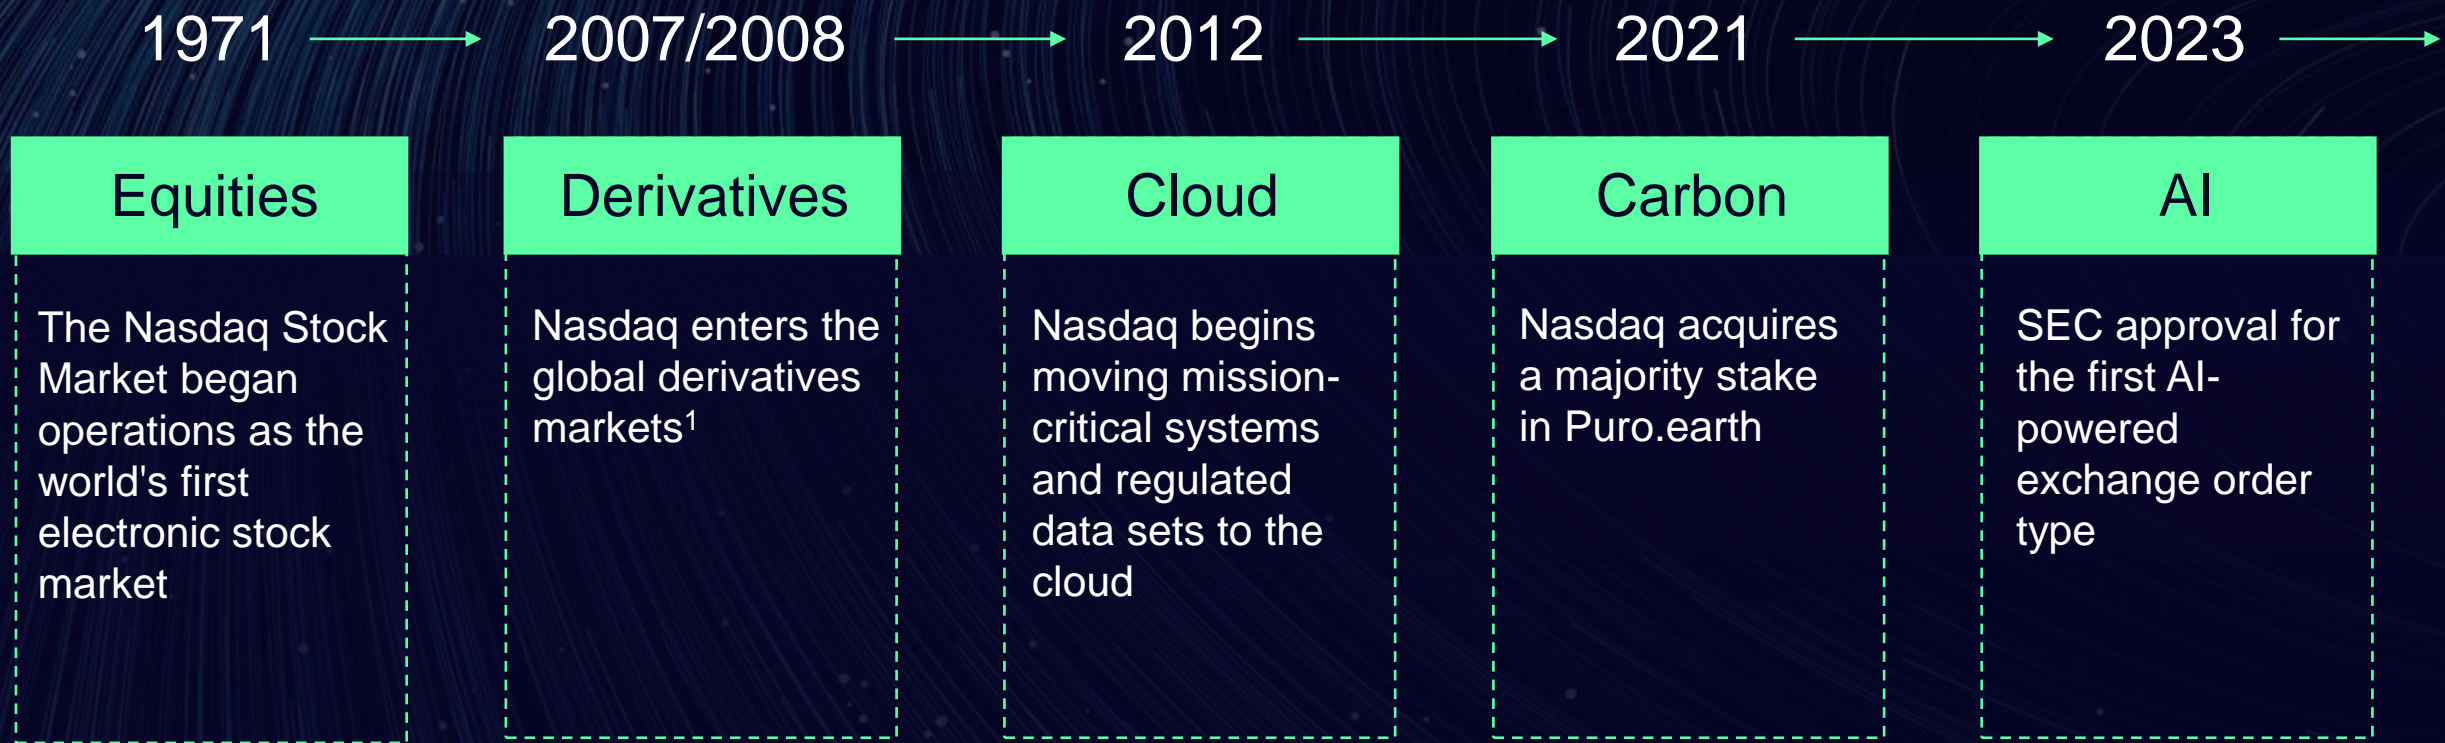 1971
2007/2008
2012
2021
2023
Equities
The Nasdaq Stock
Market began
operations as the
world's first
electronic stock
market
Derivatives
Nasdaq enters the
global derivatives
markets¹
Cloud
Nasdaq begins
moving mission-
critical systems
and regulated
data sets to the
cloud
Carbon
Nasdaq acquires
a majority stake
in Puro.earth
AI
SEC approval for
the first AI-
powered
exchange order
type